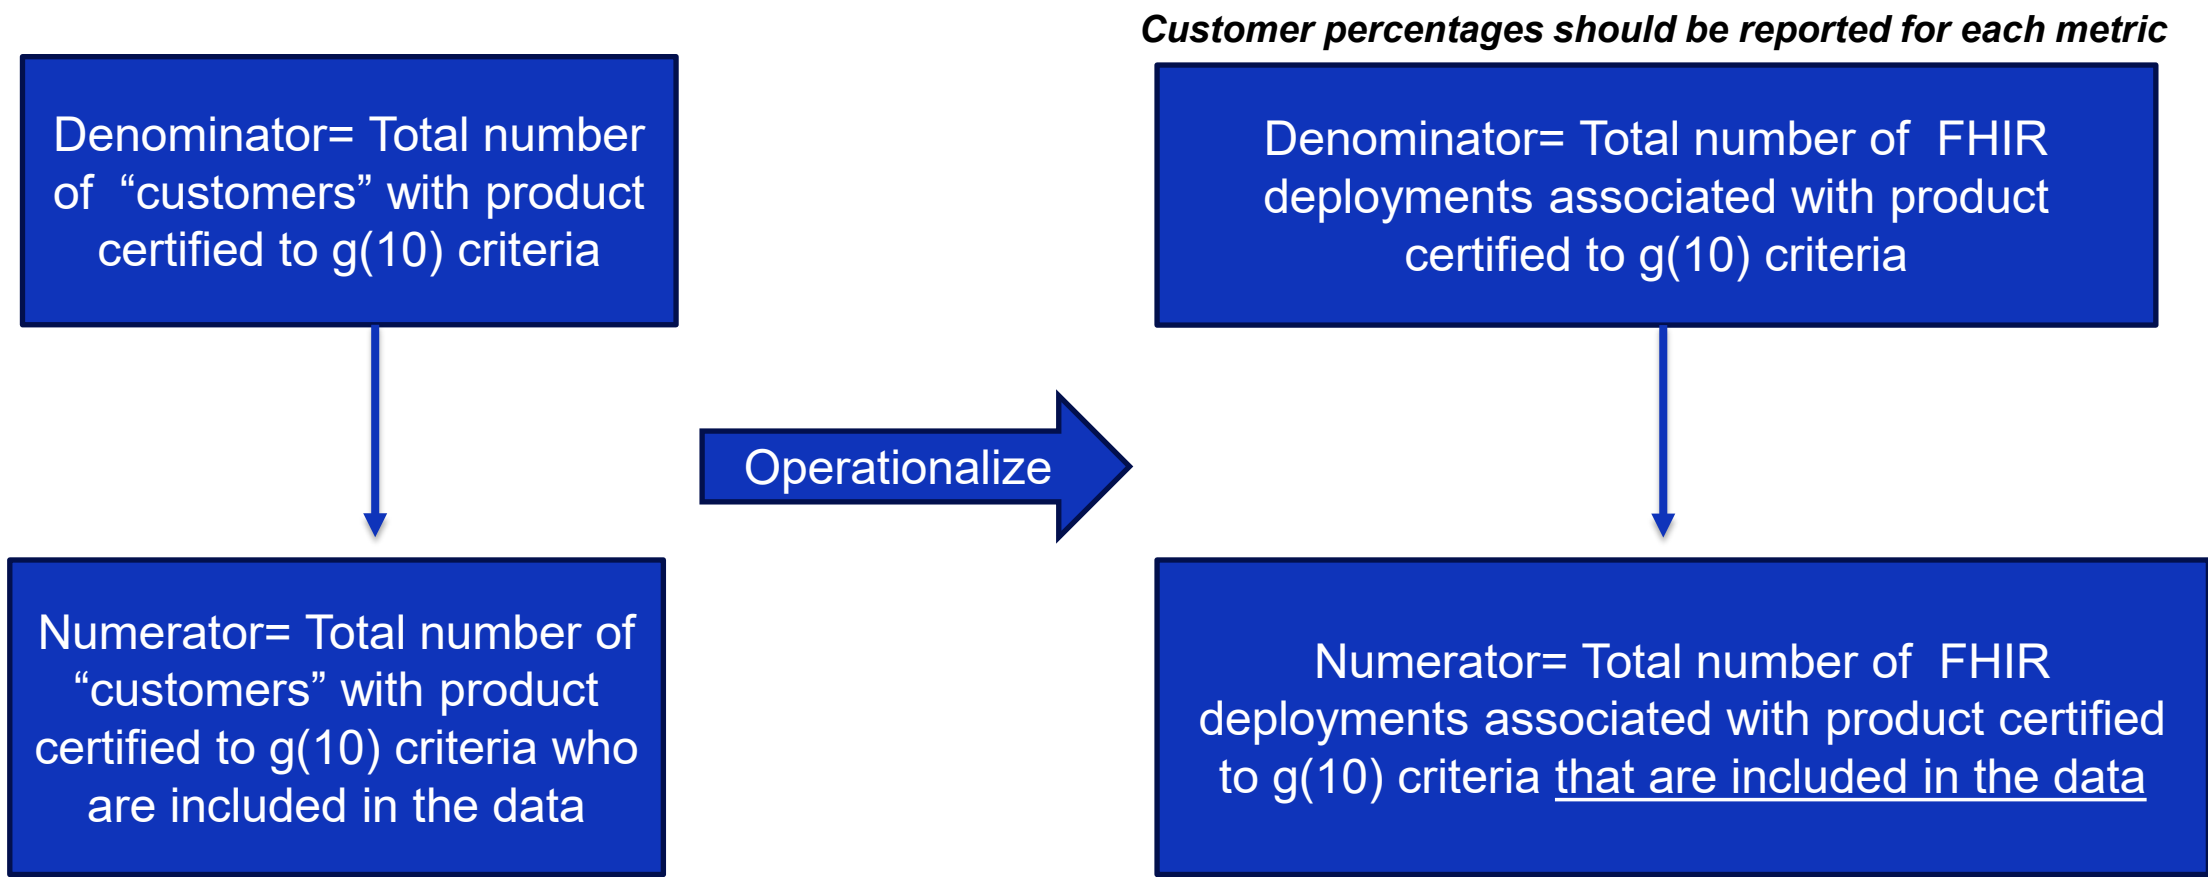 Customer percentages should be reported for each metric
Denominator= Total number
of “customers” with product
certified to g(10) criteria
Denominator= Total number of FHIR
deployments associated with product
certified to g(10) criteria
Operationalize
Numerator= Total number of
“customers” with product
certified to g(10) criteria who
are included in the data
Numerator= Total number of FHIR
deployments associated with product certified
to g(10) criteria that are included in the data